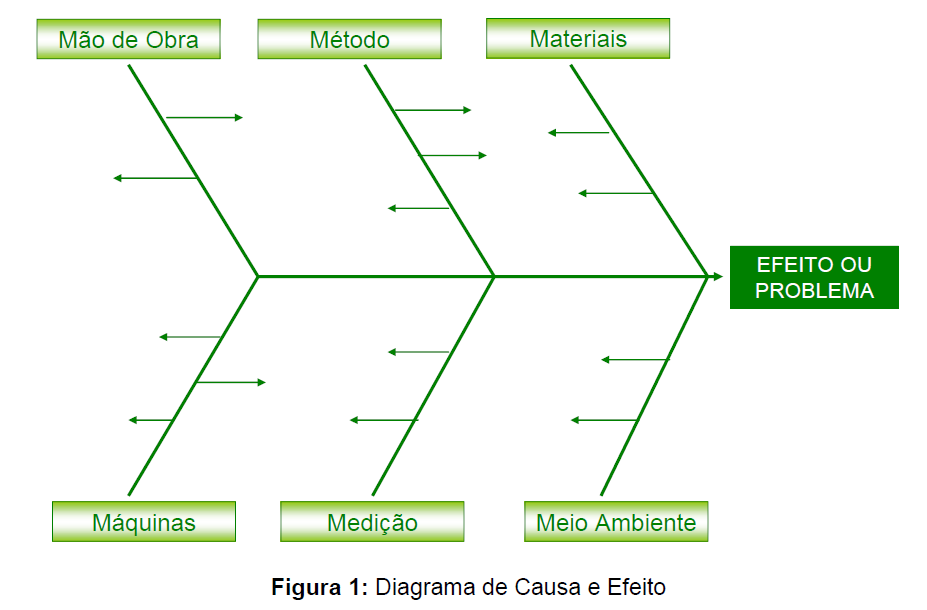 Mão de Obra
Método
Materiais
EFEITO OU
PROBLEMA
Máquinas
Medição
Meio Ambiente
Figura 1: Diagrama de Causa e Efeito